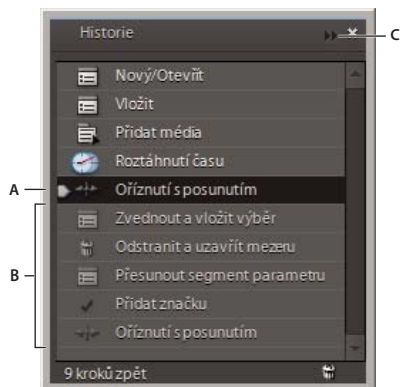 Historie
C
Nový/Otevřít
Vložit
Přidat média
Roztáhnutí času
A
Oříznutí s posunutím
Zvednout a vložit výběr
Odstranit a uzavřít mezeru
B
Přesunout segment parametru
Přidat značku
Oříznutí s posunutím
9 kroků zpět